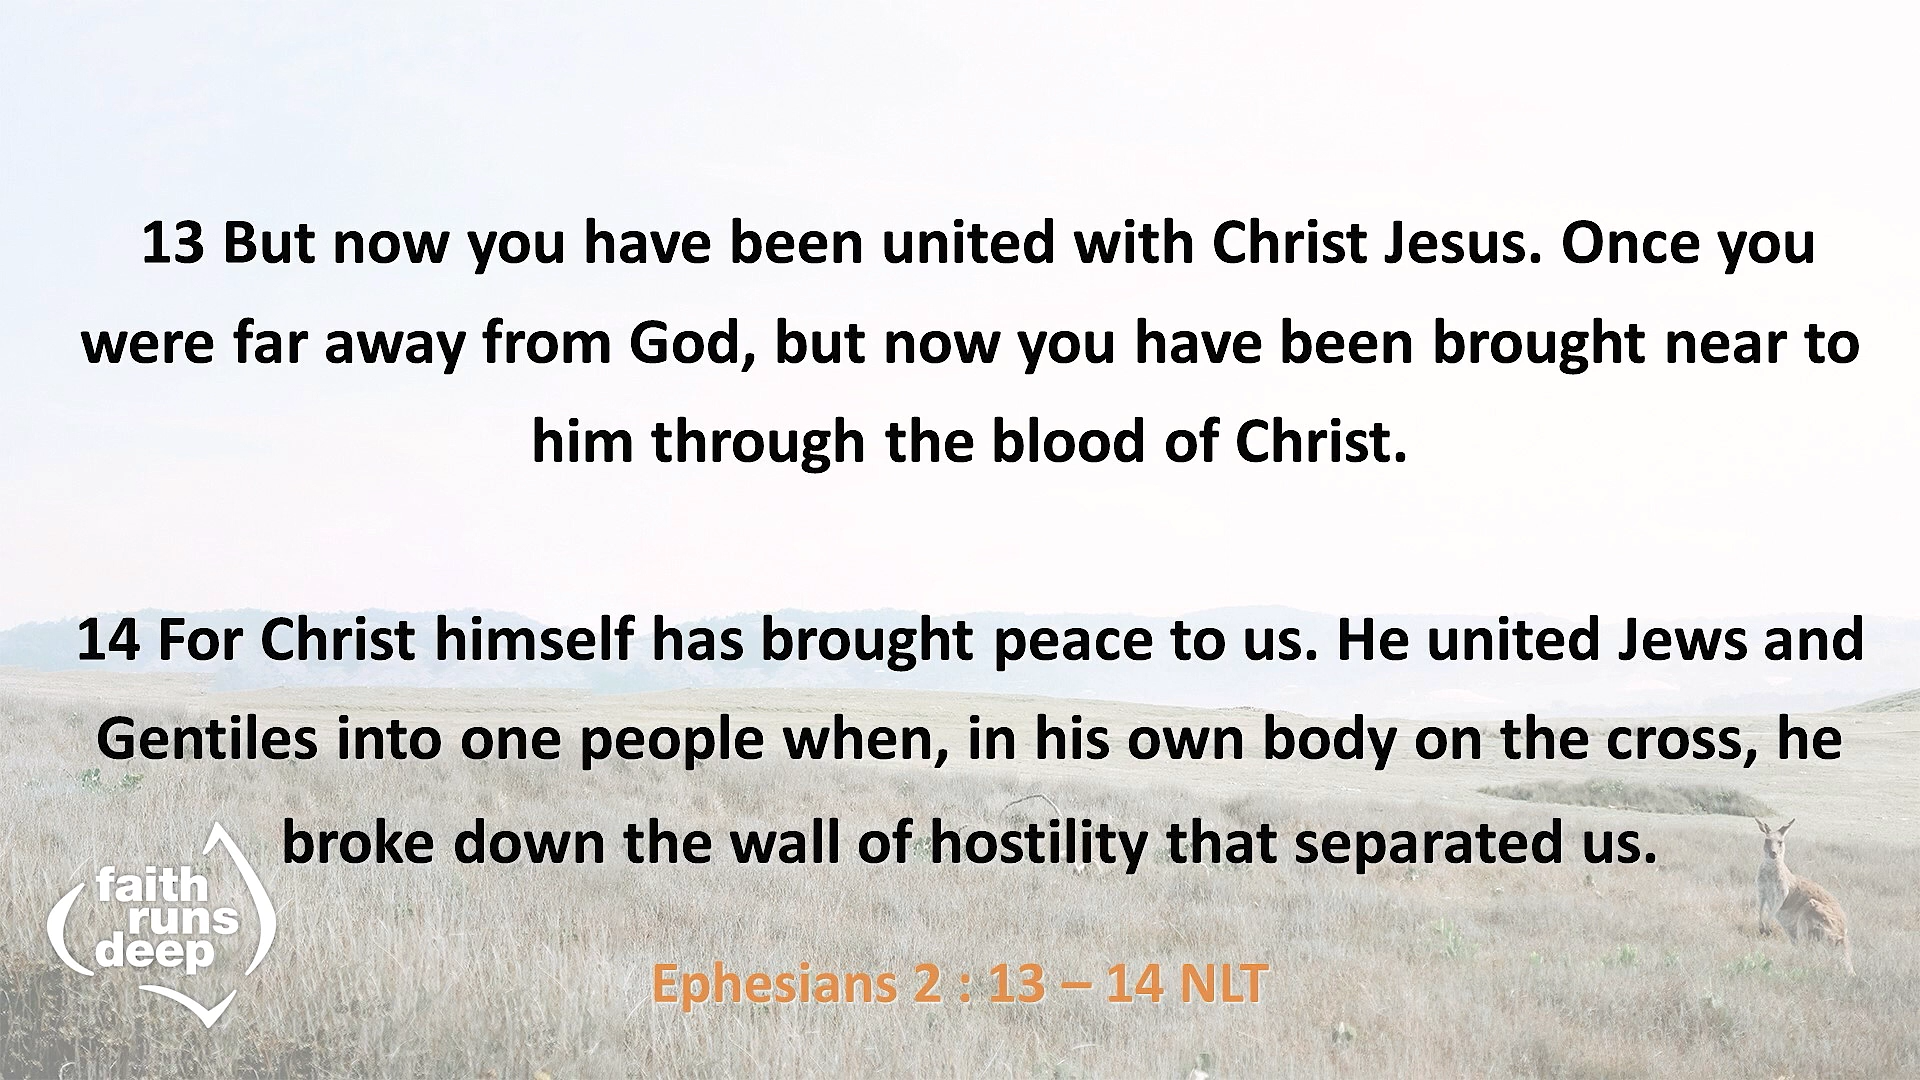 13 But now you have been united with Christ Jesus. Once you
were far away from God, but now you have been brought near to
him through the blood of Christ.
14 For Christ himself has brought peace to us. He united Jews and
Gentiles into one people when, in his own body on the cross, he
broke down the wall of hostility that separated us.
faith
runs
deep
Ephesians 2 : 13 – 14 NLT